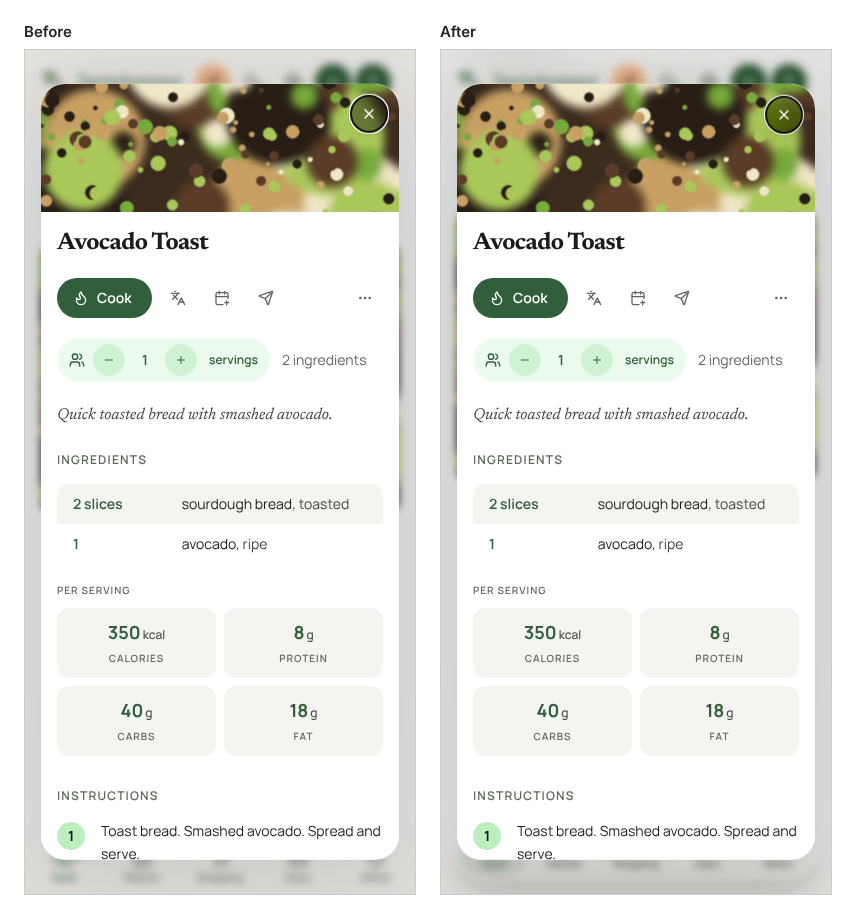 Before
After
Avocado Toast
Cook
1
servings
2 ingredients
Quick toasted bread with smashed avocado.
INGREDIENTS
2 slices
sourdough bread, toasted
1
avocado, ripe
PER SERVING
350 kcal
CALORIES
8 g
PROTEIN
40 g
CARBS
18 g
FAT
INSTRUCTIONS
1
Toast bread. Smashed avocado. Spread and
serve.
Avocado Toast
Cook
1
servings
2 ingredients
Quick toasted bread with smashed avocado.
INGREDIENTS
2 slices
sourdough bread, toasted
1
avocado, ripe
PER SERVING
350 kcal
CALORIES
8 g
PROTEIN
40 g
CARBS
18 g
FAT
INSTRUCTIONS
1
Toast bread. Smashed avocado. Spread and
serve.